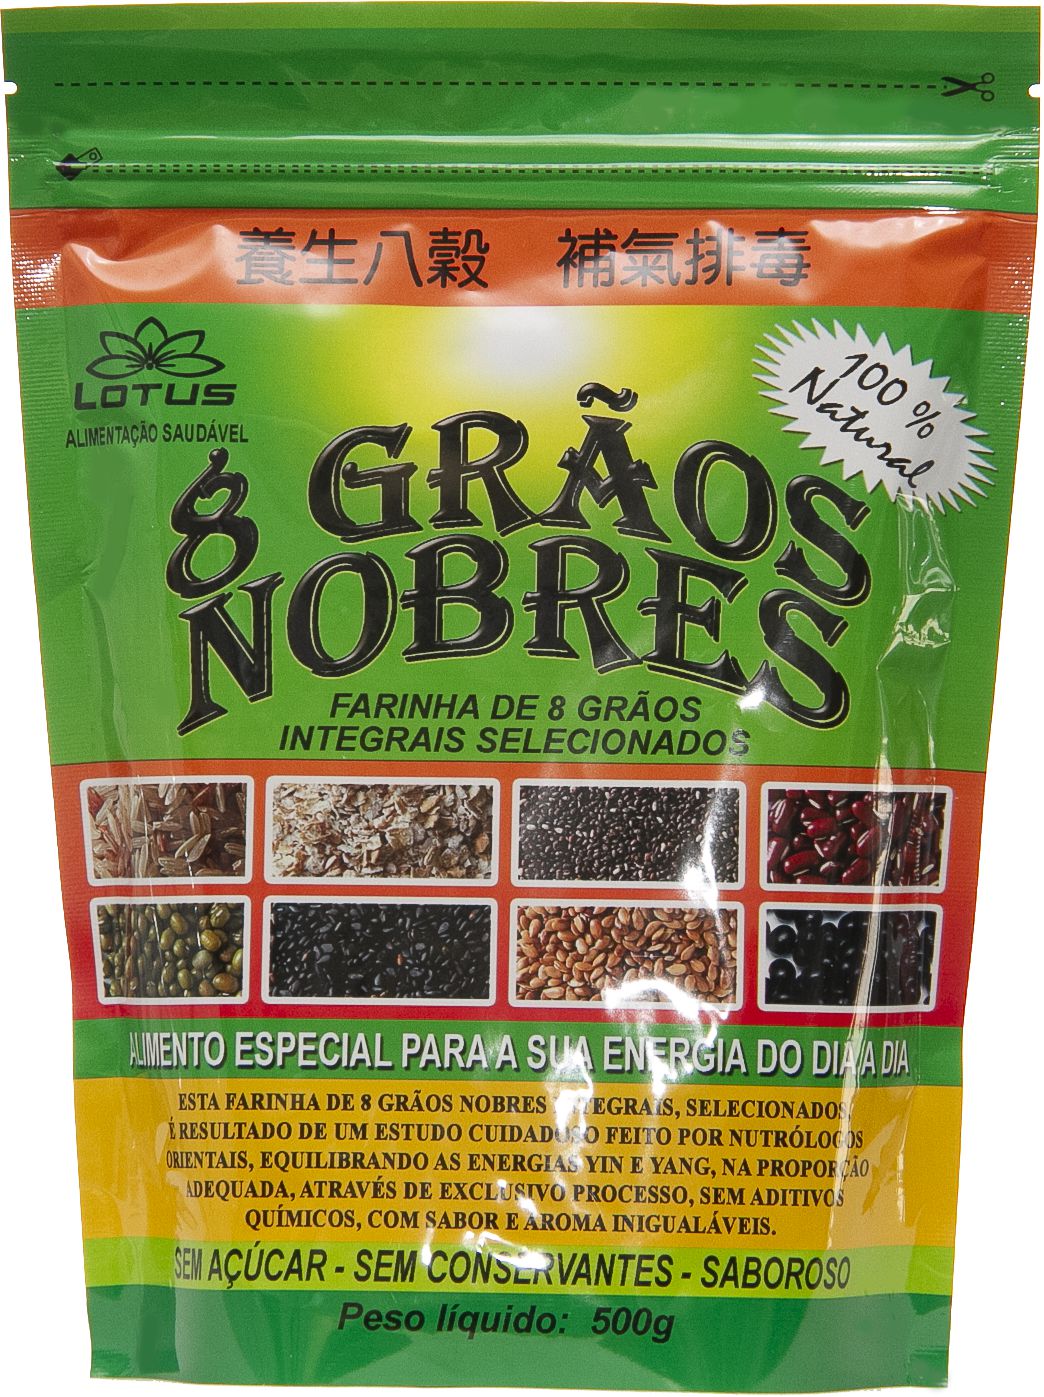 養生八穀 補氣排毒
LOTUS
ALIMENTAÇÃO SAUDÁVEL
100%
Natural
8 GRÃOS
NOBRES
FARINHA DE 8 GRÃOS
INTEGRAIS SELECIONADOS
ALIMENTO ESPECIAL PARA A SUA ENERGIA DO DIA A DIA
ESTA FARINHA DE 8 GRÃOS NOBRES INTEGRAIS, SELECIONADOS,
É RESULTADO DE UM ESTUDO CUIDADOSO FEITO POR NUTRÓLOGOS
ORIENTAIS, EQUILIBRANDO AS ENERGIAS YIN E YANG, NA PROPORÇÃO
ADEQUADA, ATRAVÉS DE EXCLUSIVO PROCESSO, SEM ADITIVOS
QUÍMICOS, COM SABOR E AROMA INIGUALÁVEIS.
SEM AÇÚCAR - SEM CONSERVANTES - SABOROSO
Peso líquido: 500g